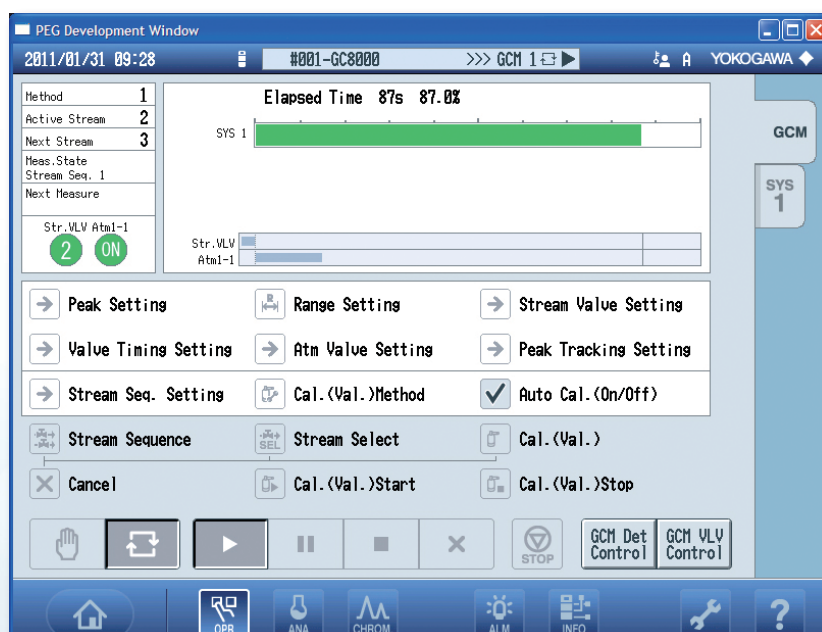 PEG Development Window
2011/01/31 09:28 #001-GC8000 >>> GCM 1 A YOKOGAWA
Method 1
Active Stream 2
Next Stream 3
Meas.State
Stream Seq. 1
Next Measure
Str.VLV Atm1-1
2 ON
Elapsed Time 87s 87.0%
SYS 1
Str.VLV
Atm1-1
GCM
SYS
1
Peak Setting R Range Setting Stream Valve Setting
Valve Timing Setting Atm Valve Setting Peak Tracking Setting
Stream Seq. Setting Cal.(Val.)Method Auto Cal.(On/Off)
Stream Sequence SEL Stream Select Cal.(Val.)
Cancel Cal.(Val.)Start Cal.(Val.)Stop
STOP
GCM Det Control
GCM VLV Control
OPR ANA CHROM ALM INFO ?